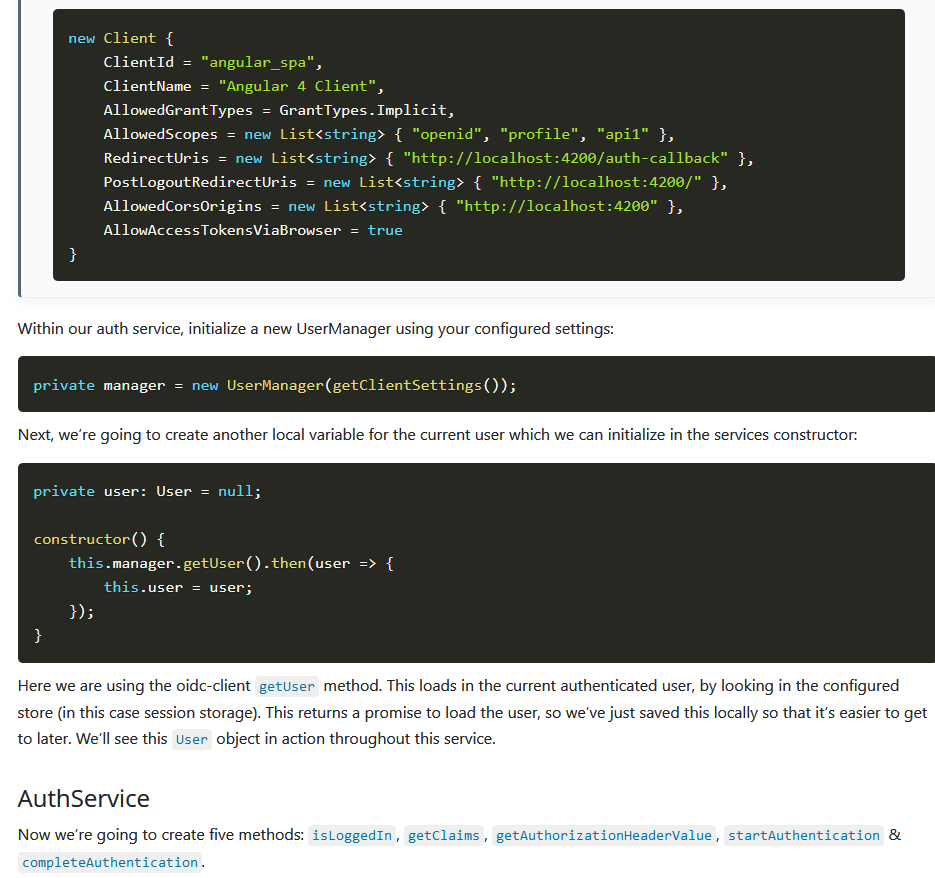 new Client {
    ClientId = "angular_spa",
    ClientName = "Angular 4 Client",
    AllowedGrantTypes = GrantTypes.Implicit,
    AllowedScopes = new List<string> { "openid", "profile", "api1" },
    RedirectUris = new List<string> { "http://localhost:4200/auth-callback" },
    PostLogoutRedirectUris = new List<string> { "http://localhost:4200/" },
    AllowedCorsOrigins = new List<string> { "http://localhost:4200" },
    AllowAccessTokensViaBrowser = true
}
Within our auth service, initialize a new UserManager using your configured settings:
private manager = new UserManager(getClientSettings());
Next, we’re going to create another local variable for the current user which we can initialize in the services constructor:
private user: User = null;
constructor() {
    this.manager.getUser().then(user => {
        this.user = user;
    });
}
Here we are using the oidc-client getUser method. This loads in the current authenticated user, by looking in the configured
store (in this case session storage). This returns a promise to load the user, so we’ve just saved this locally so that it’s easier to get
to later. We’ll see this User object in action throughout this service.
AuthService
Now we’re going to create five methods: isLoggedIn, getClaims, getAuthorizationHeaderValue, startAuthentication &
completeAuthentication.